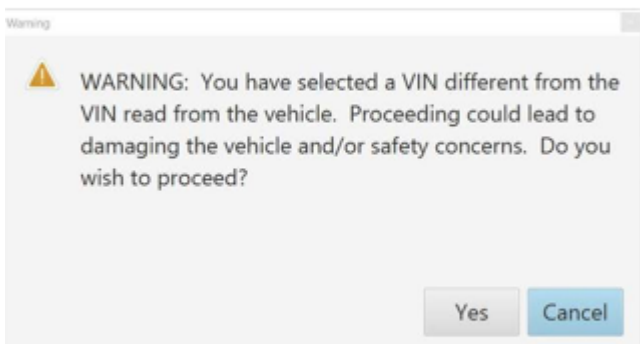 Warning
WARNING: You have selected a VIN different from the
VIN read from the vehicle. Proceeding could lead to
damaging the vehicle and/or safety concerns. Do you
wish to proceed?
Yes Cancel